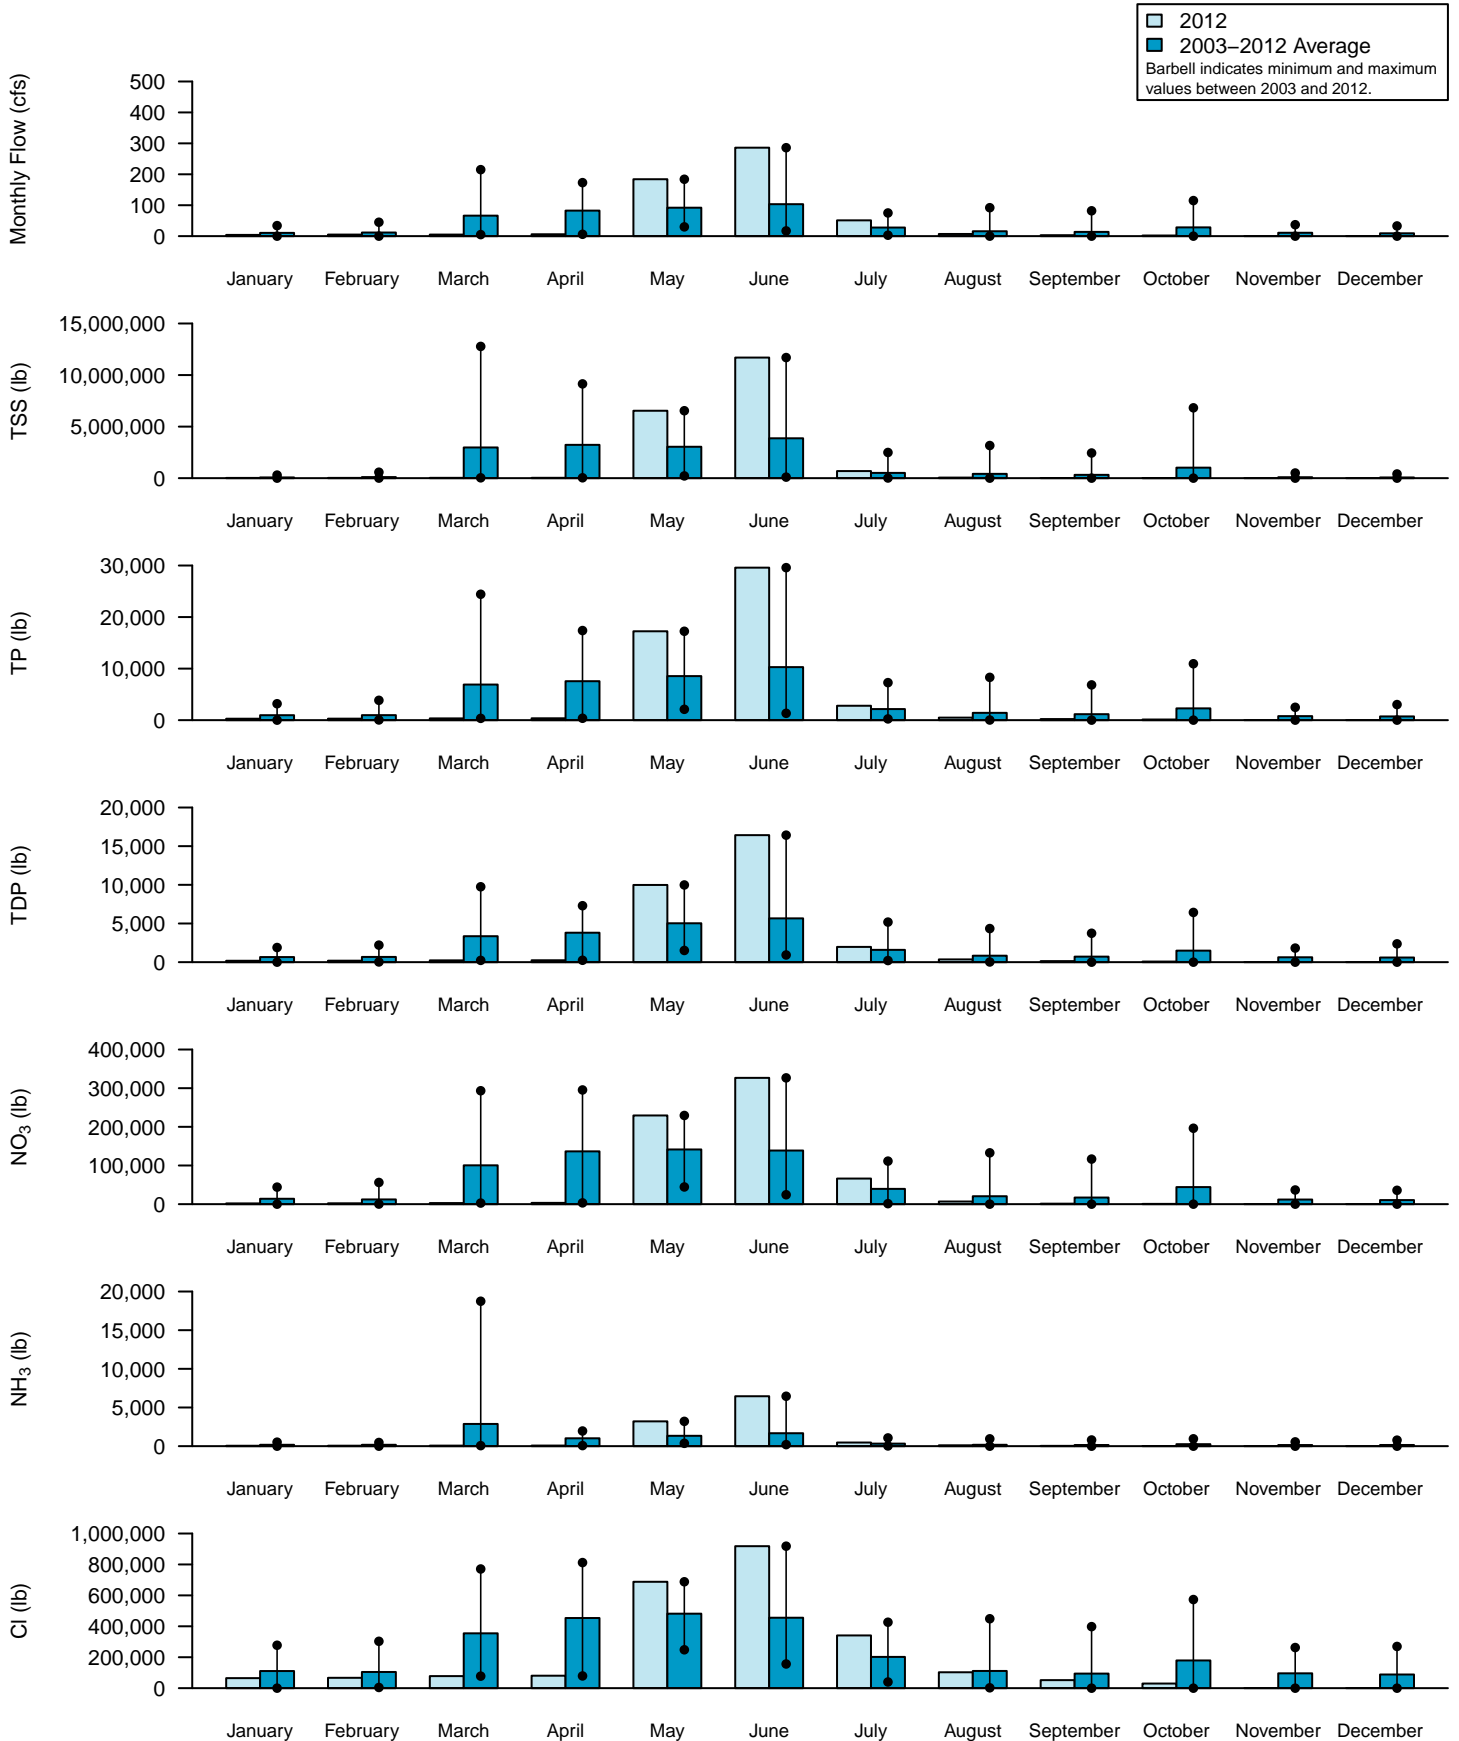 2012
2003–2012 Average
Barbell indicates minimum and maximum
values between 2003 and 2012.
Monthly Flow (cfs)
500
400
300
200
100
0
January February March April May June July August September October November December
TSS (lb)
15,000,000
10,000,000
5,000,000
0
January February March April May June July August September October November December
TP (lb)
30,000
20,000
10,000
0
January February March April May June July August September October November December
TDP (lb)
20,000
15,000
10,000
5,000
0
January February March April May June July August September October November December
NO₃ (lb)
400,000
300,000
200,000
100,000
0
January February March April May June July August September October November December
NH₃ (lb)
20,000
15,000
10,000
5,000
0
January February March April May June July August September October November December
Cl (lb)
1,000,000
800,000
600,000
400,000
200,000
0
January February March April May June July August September October November December